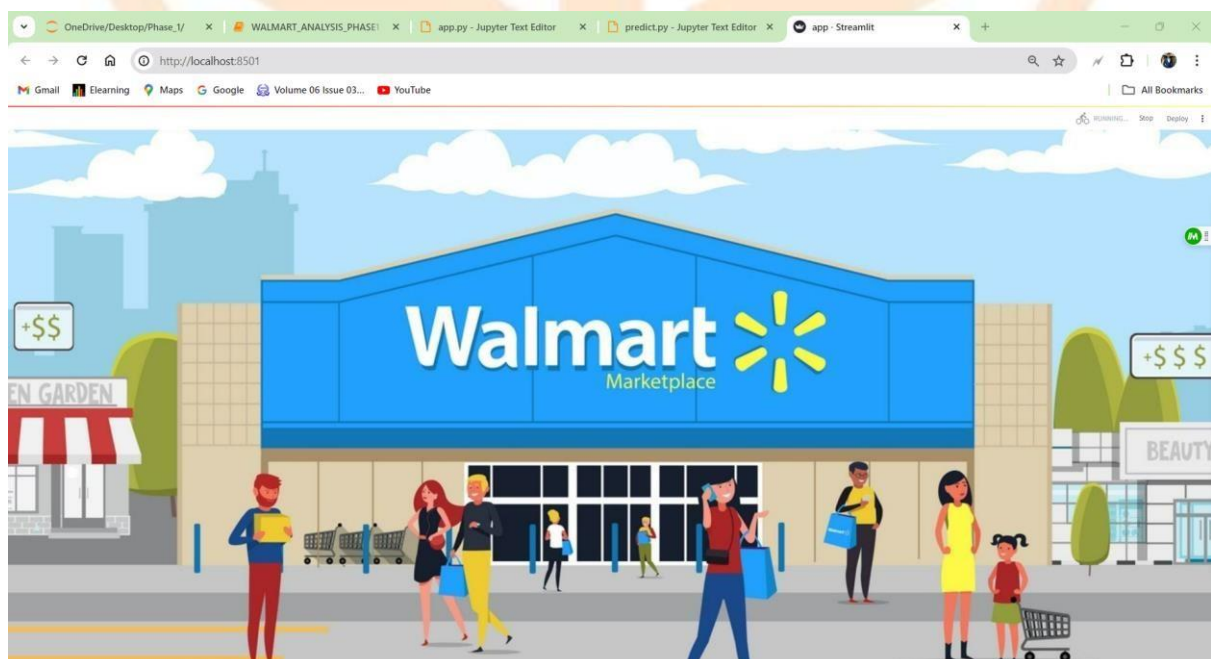 OneDrive/Desktop/Phase_1/ WALMART_ANALYSIS_PHASE app.py - Jupyter Text Editor predict.py - Jupyter Text Editor app - Streamlit
http://localhost:8501
Gmail Elearning Maps Google Volume 06 Issue 03... YouTube All Bookmarks
RUNNING... Stop Deploy
+$$
Walmart
Marketplace
+$$$
EN GARDEN
BEAUTY